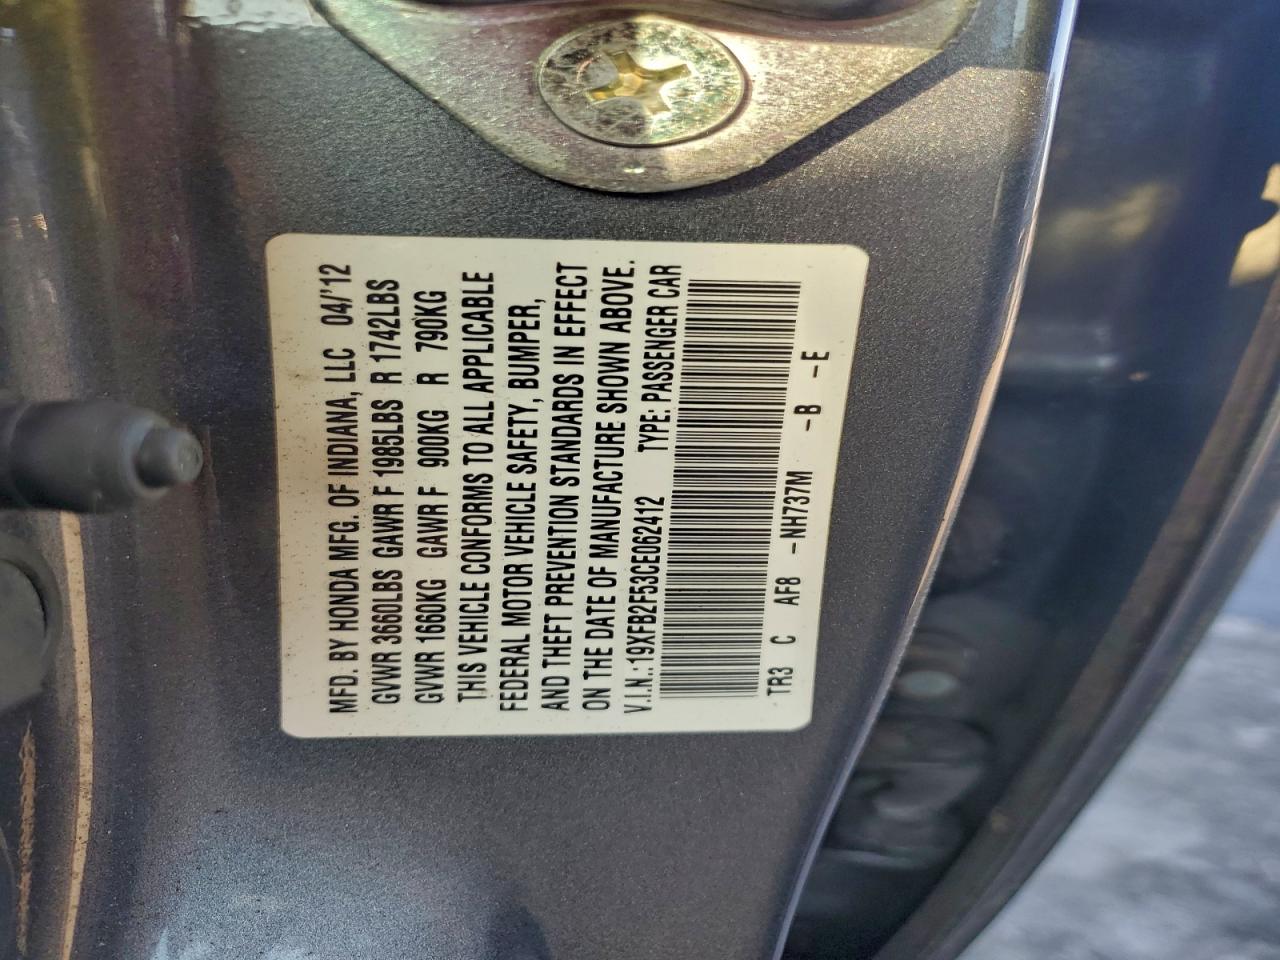 MFD. BY HONDA MFG. OF INDIANA, LLC 04/'12
GVWR 3660LBS GAWR F 1985LBS R 1742LBS
GVWR 1660KG GAWR F 900KG R 790KG
THIS VEHICLE CONFORMS TO ALL APPLICABLE
FEDERAL MOTOR VEHICLE SAFETY, BUMPER,
AND THEFT PREVENTION STANDARDS IN EFFECT
ON THE DATE OF MANUFACTURE SHOWN ABOVE.
V.I.N.: 19XFB2F53CE062412 TYPE: PASSENGER CAR
TR3 C AF8 -NH737M -B -E